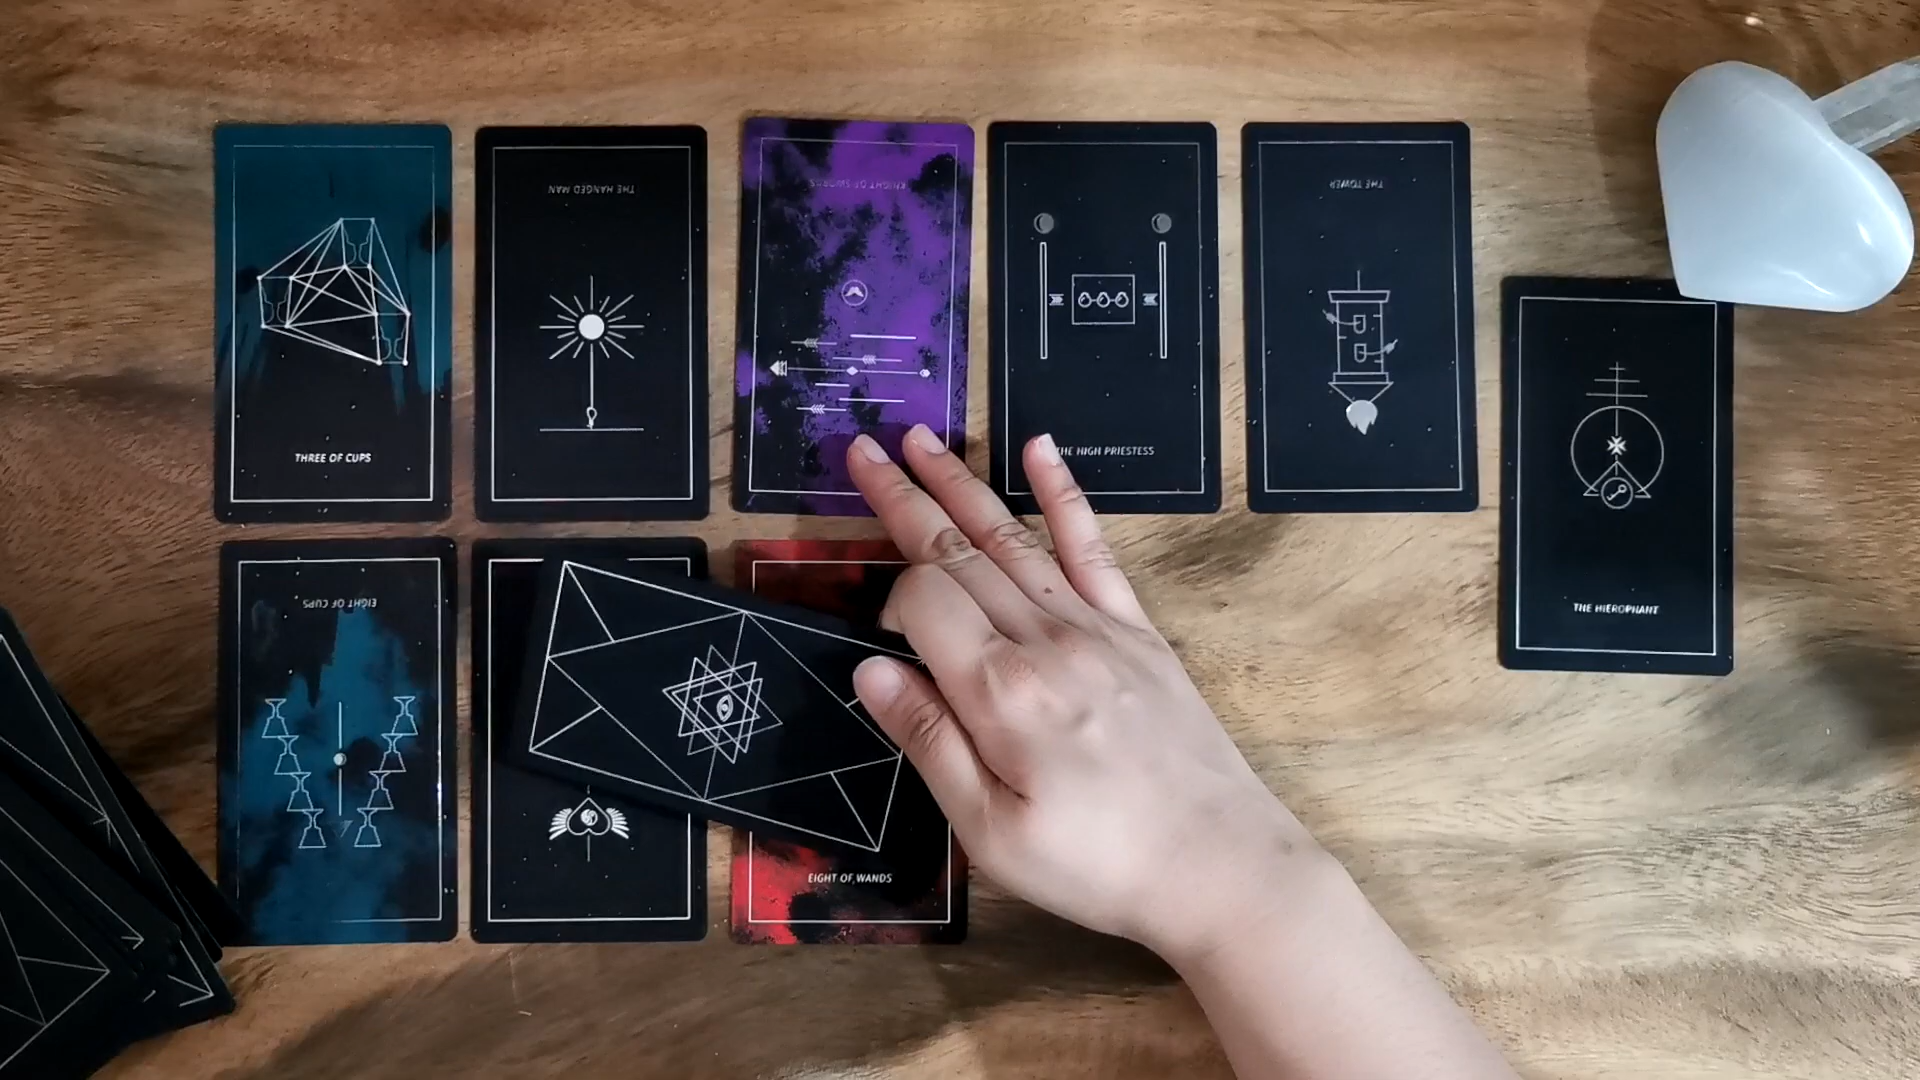 THREE OF CUPS
THE HANGED MAN
KNIGHT OF SWORDS
THE HIGH PRIESTESS
THE TOWER
THE HIEROPHANT
EIGHT OF CUPS
EIGHT OF WANDS